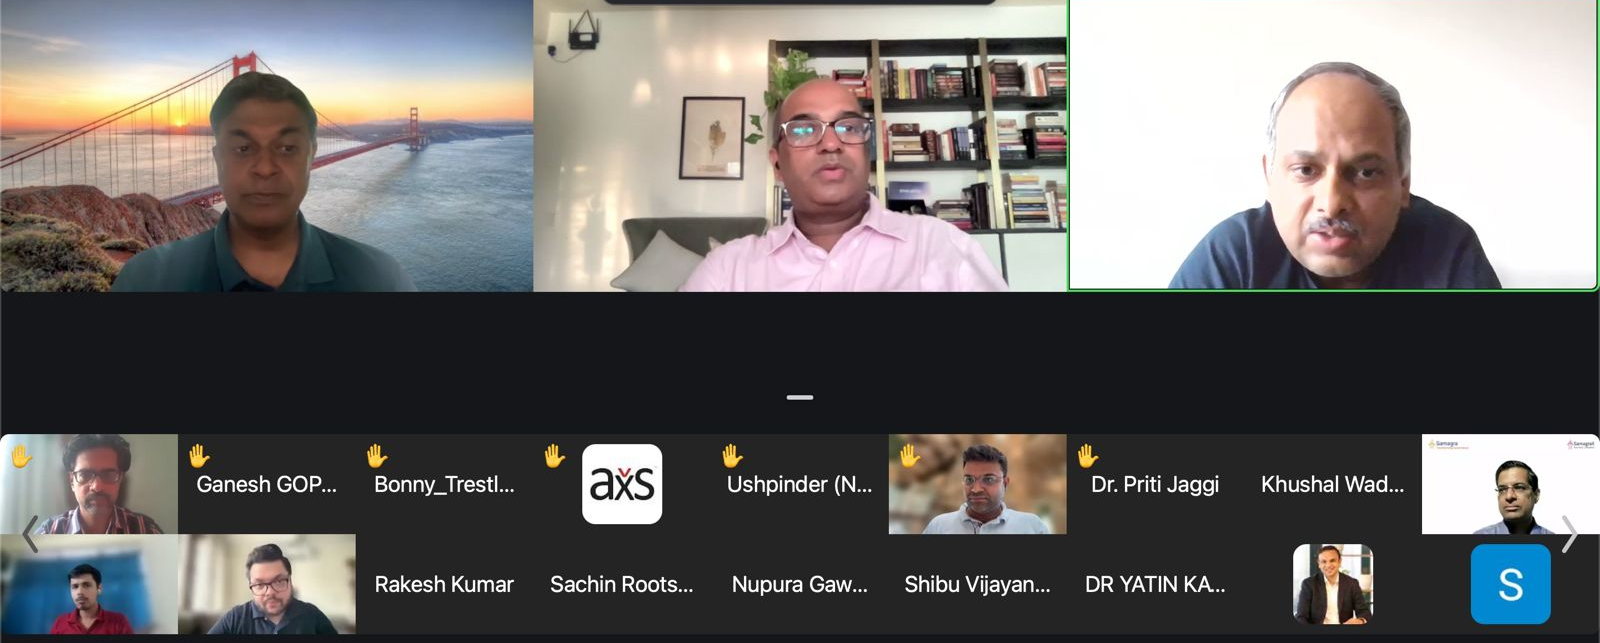 Ganesh GOP...
Bonny_Trestl...
axs
Ushpinder (N...
Dr. Priti Jaggi
Khushal Wad...
Samagra
Rakesh Kumar
Sachin Roots...
Nupura Gaw...
Shibu Vijayan...
DR YATIN KA...
S